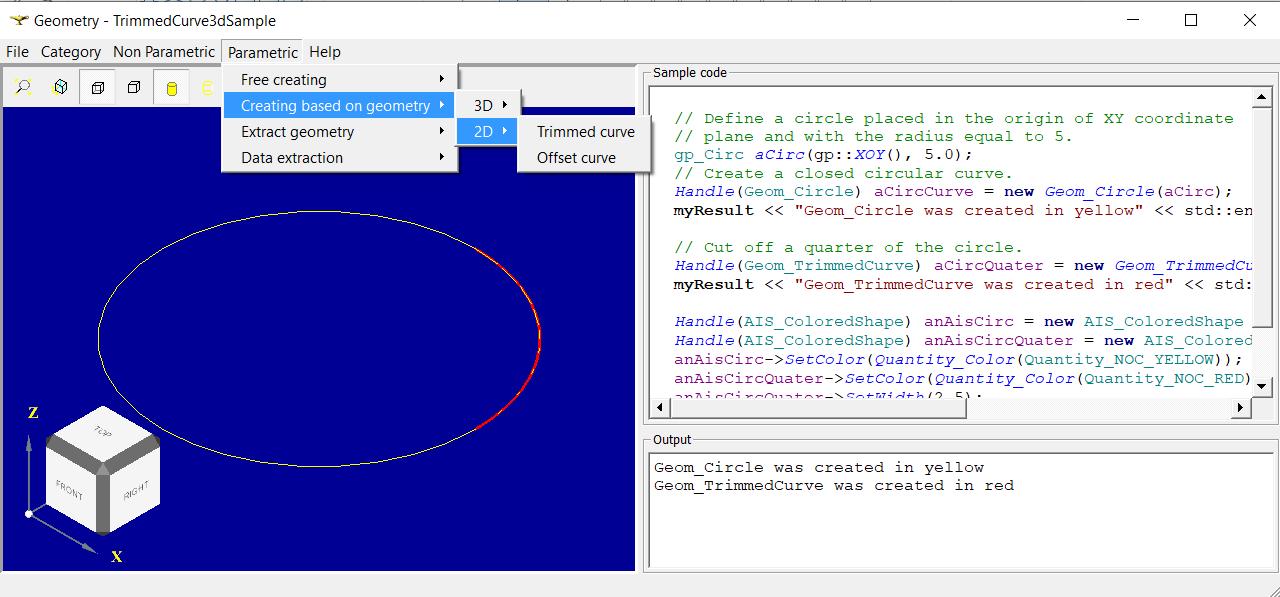 Geometry - TrimmedCurve3dSample
File Category Non Parametric Parametric Help
Free creating
Creating based on geometry
Extract geometry
Data extraction
3D
2D
Trimmed curve
Offset curve
Z
TOP
FRONT
RIGHT
X
Sample code
// Define a circle placed in the origin of XY coordinate
// plane and with the radius equal to 5.
gp_Circ aCirc(gp::XOY(), 5.0);
// Create a closed circular curve.
Handle(Geom_Circle) aCircCurve = new Geom_Circle(aCirc);
myResult << "Geom_Circle was created in yellow" << std::en
// Cut off a quarter of the circle.
Handle(Geom_TrimmedCurve) aCircQuater = new Geom_TrimmedCu
myResult << "Geom_TrimmedCurve was created in red" << std:
Handle(AIS_ColoredShape) anAisCirc = new AIS_ColoredShape
Handle(AIS_ColoredShape) anAisCircQuater = new AIS_Colored
anAisCirc->SetColor(Quantity_Color(Quantity_NOC_YELLOW));
anAisCircQuater->SetColor(Quantity_Color(Quantity_NOC_RED)
anAisCircQuater->SetWidth(2.5);
Output
Geom_Circle was created in yellow
Geom_TrimmedCurve was created in red